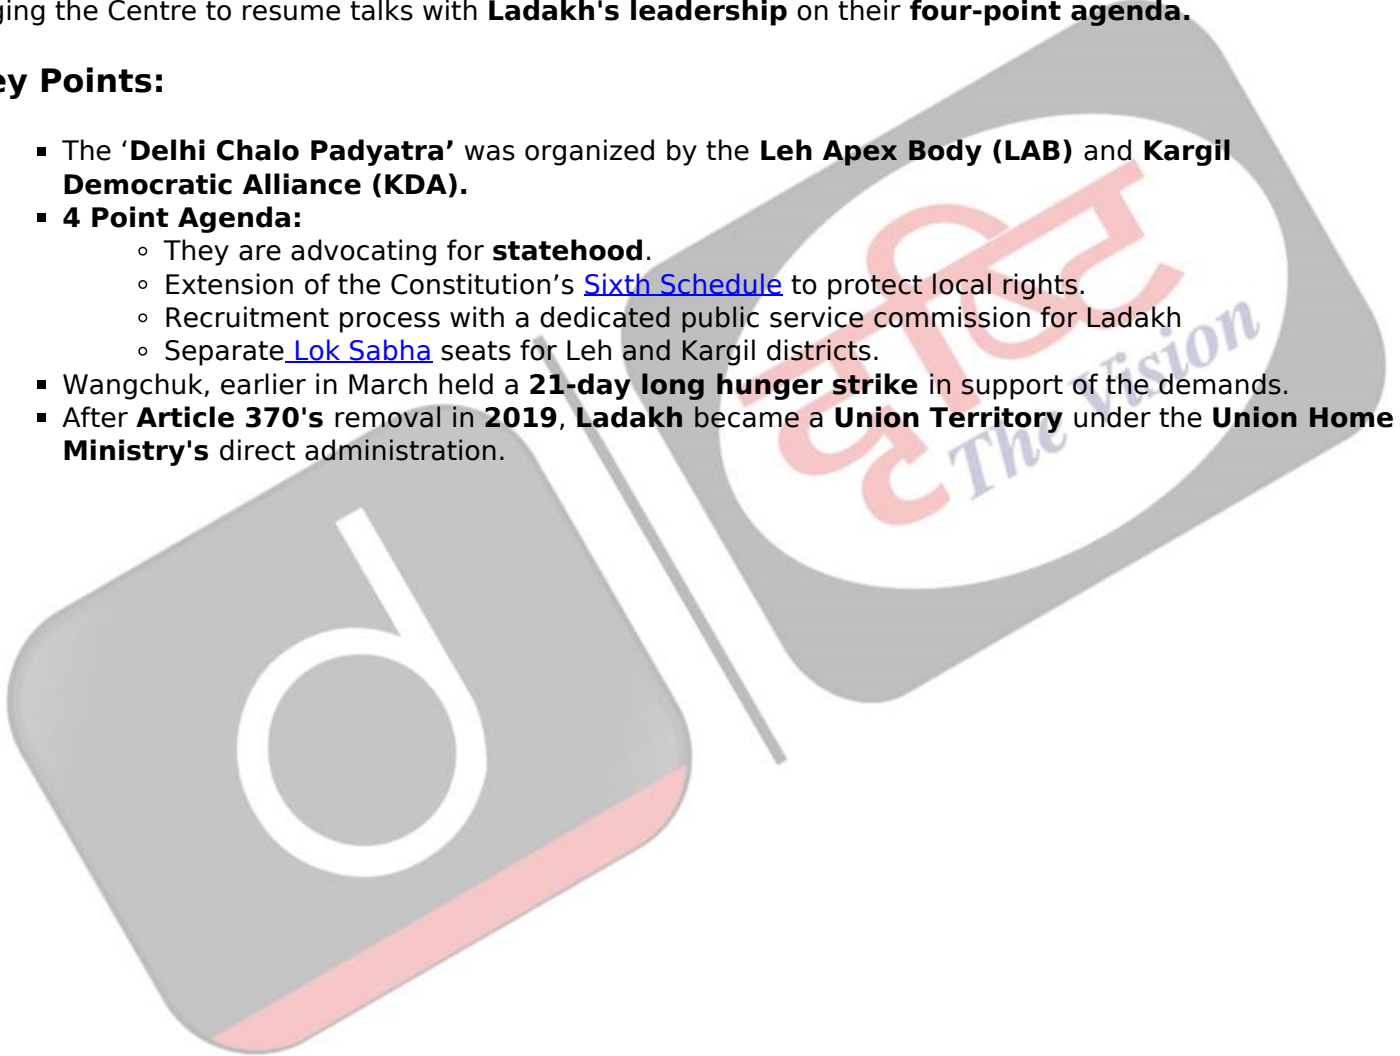 ging the Centre to resume talks with Ladakh's leadership on their four-point agenda.
ey Points:
The ‘Delhi Chalo Padyatra’ was organized by the Leh Apex Body (LAB) and Kargil
Democratic Alliance (KDA).
4 Point Agenda:
They are advocating for statehood.
Extension of the Constitution’s Sixth Schedule to protect local rights.
Recruitment process with a dedicated public service commission for Ladakh
Separate Lok Sabha seats for Leh and Kargil districts.
Wangchuk, earlier in March held a 21-day long hunger strike in support of the demands.
After Article 370's removal in 2019, Ladakh became a Union Territory under the Union Home
Ministry's direct administration.
दृष्टि
The Vision
d